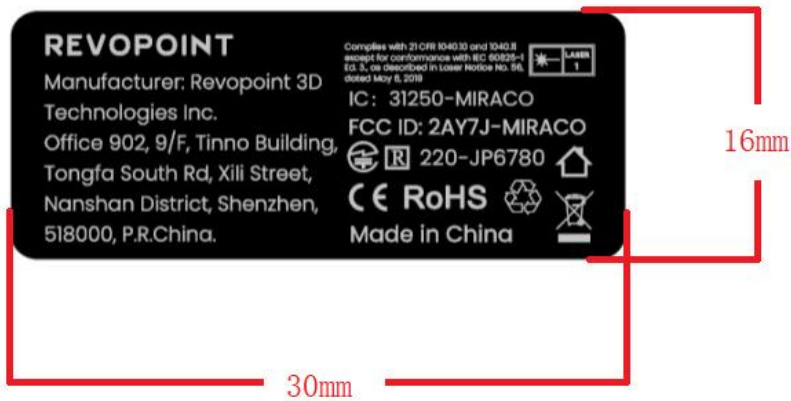 REVOPOINT
Manufacturer: Revopoint 3D
Technologies Inc.
Office 902, 9/F, Tinno Building,
Tongfa South Rd, Xili Street,
Nanshan District, Shenzhen,
518000, P.R.China.
Complies with 21 CFR 1040.10 and 1040.11
except for conformance with IEC 60825-1
Ed. 3., as described in Laser Notice No. 56,
dated May 8, 2019
LASER
1
IC: 31250-MIRACO
FCC ID: 2AY7J-MIRACO
R 220-JP6780
CE RoHS
Made in China
16mm
30mm